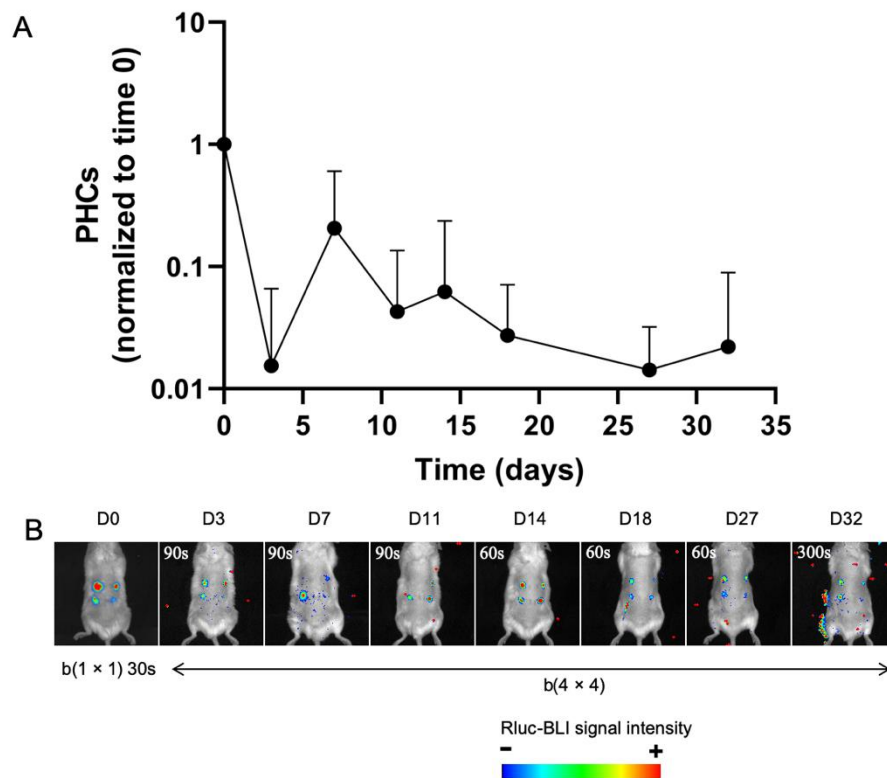 A
PHCs
(normalized to time 0)
10
1
0.1
0.01
0 5 10 15 20 25 30 35
Time (days)
B
D0 D3 D7 D11 D14 D18 D27 D32
90s 90s 90s 60s 60s 60s 300s
b(1 × 1) 30s
b(4 × 4)
Rluc-BLI signal intensity
- +